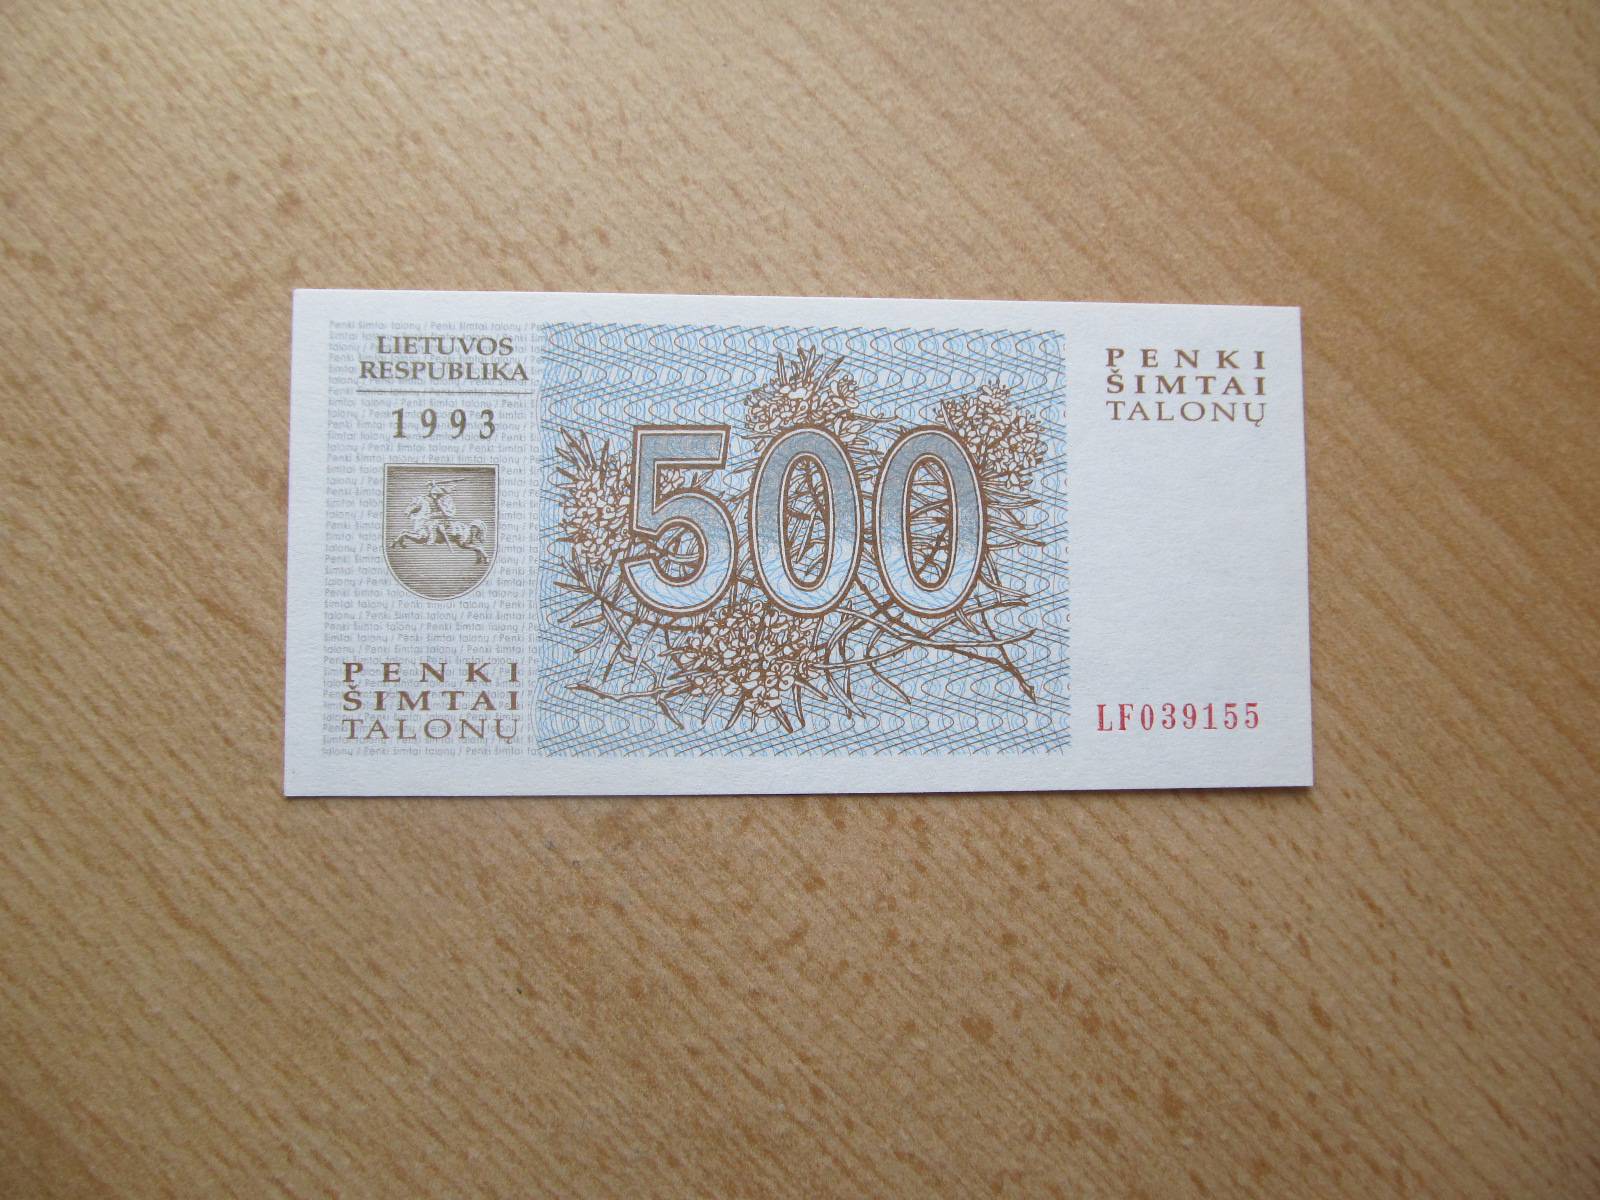 LIETUVOS
RESPUBLIKA
1993
PENKI
ŠIMTAI
TALONŲ
500
PENKI
ŠIMTAI
TALONŲ
LF039155